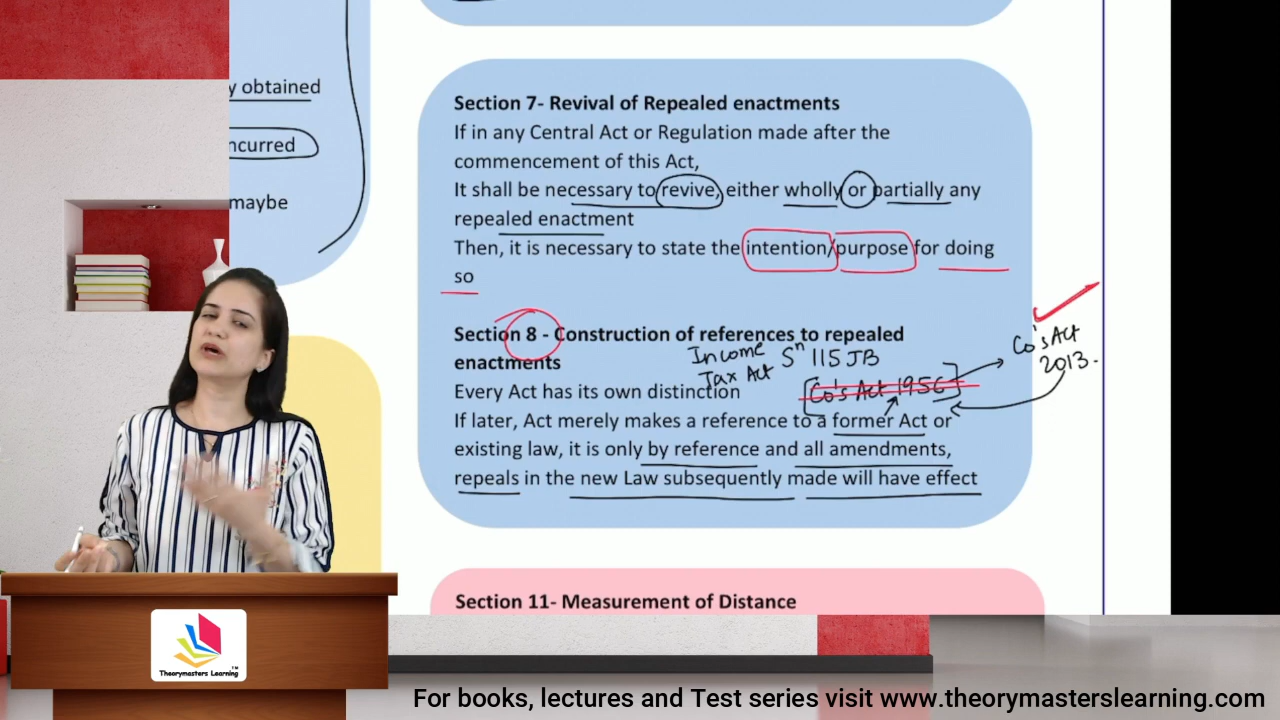 y obtained
ncurred
maybe
Section 7- Revival of Repealed enactments
If in any Central Act or Regulation made after the
commencement of this Act,
It shall be necessary to revive, either wholly or partially any
repealed enactment
Then, it is necessary to state the intention/purpose for doing
so
Section 8 - Construction of references to repealed
enactments
Income
Tax Act Sn 115JB
Co's Act
2013.
Every Act has its own distinction
Co's Act 1956
If later, Act merely makes a reference to a former Act or
existing law, it is only by reference and all amendments,
repeals in the new Law subsequently made will have effect
Section 11- Measurement of Distance
Theorymasters Learning™
For books, lectures and Test series visit www.theorymasterslearning.com